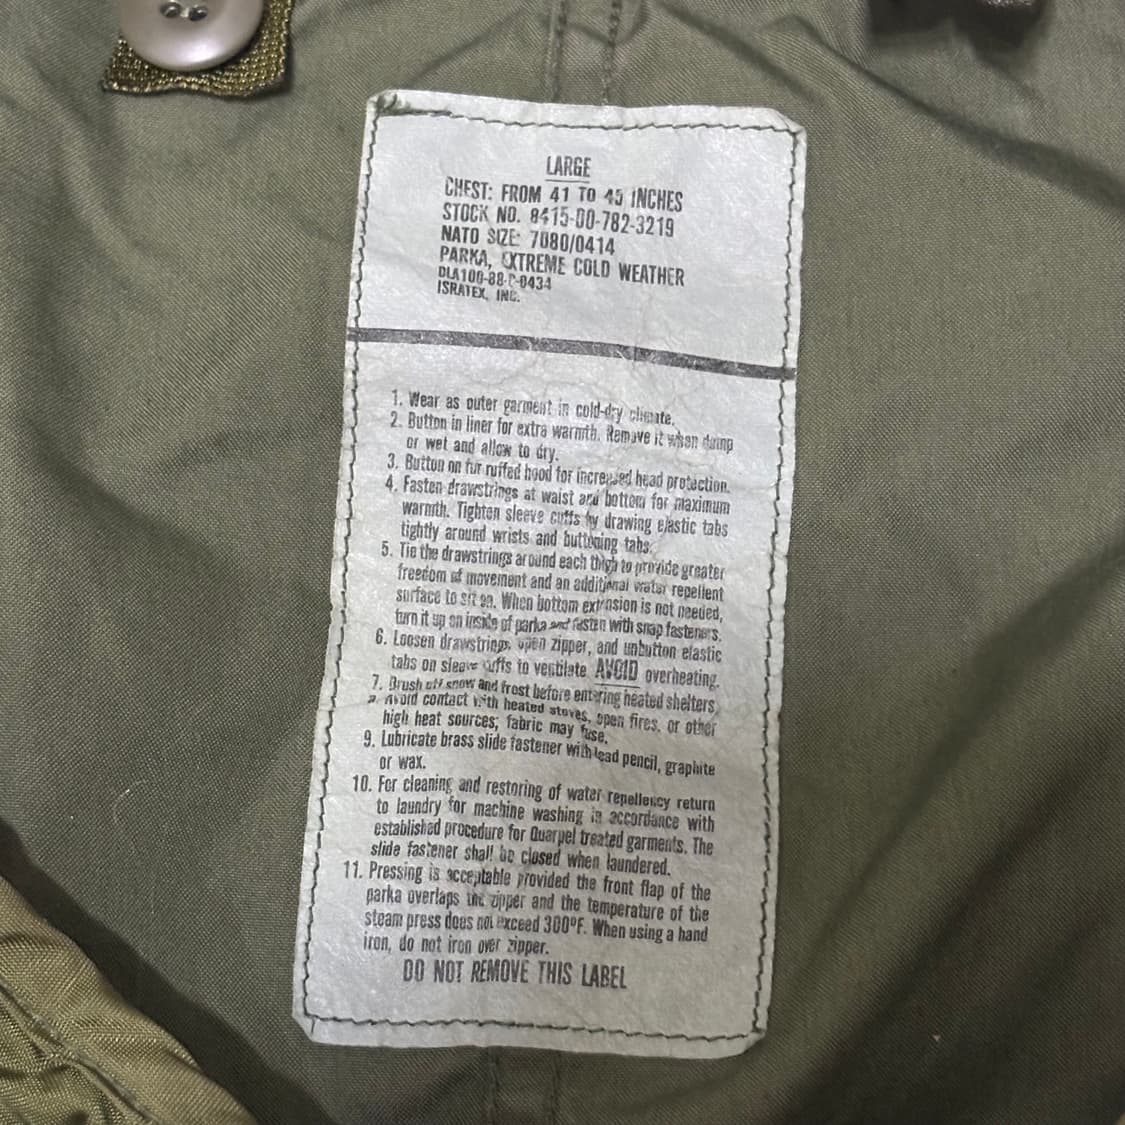 LARGE
CHEST: FROM 41 TO 45 INCHES
STOCK NO. 8415-00-782-3219
NATO SIZE: 7080/0414
PARKA, EXTREME COLD WEATHER
DLA100-88-C-0434
ISRATEX, INC.
1. Wear as outer garment in cold-dry climate.
2. Button in liner for extra warmth. Remove it when damp
or wet and allow to dry.
3. Button on fur ruffed hood for increased head protection.
4. Fasten drawstrings at waist and bottom for maximum
warmth. Tighten sleeve cuffs by drawing elastic tabs
tightly around wrists and buttoning tabs.
5. Tie the drawstrings around each thigh to provide greater
freedom of movement and an additional water repellent
surface to sit on. When bottom extension is not needed,
turn it up on inside of parka and fasten with snap fasteners.
6. Loosen drawstrings, open zipper, and unbutton elastic
tabs on sleeve cuffs to ventilate AVOID overheating.
7. Brush off snow and frost before entering heated shelters
8. Avoid contact with heated stoves, open fires, or other
high heat sources; fabric may fuse.
9. Lubricate brass slide fastener with lead pencil, graphite
or wax.
10. For cleaning and restoring of water repellency return
to laundry for machine washing in accordance with
established procedure for Quarpel treated garments. The
slide fastener shall be closed when laundered.
11. Pressing is acceptable provided the front flap of the
parka overlaps the zipper and the temperature of the
steam press does not exceed 300°F. When using a hand
iron, do not iron over zipper.
DO NOT REMOVE THIS LABEL